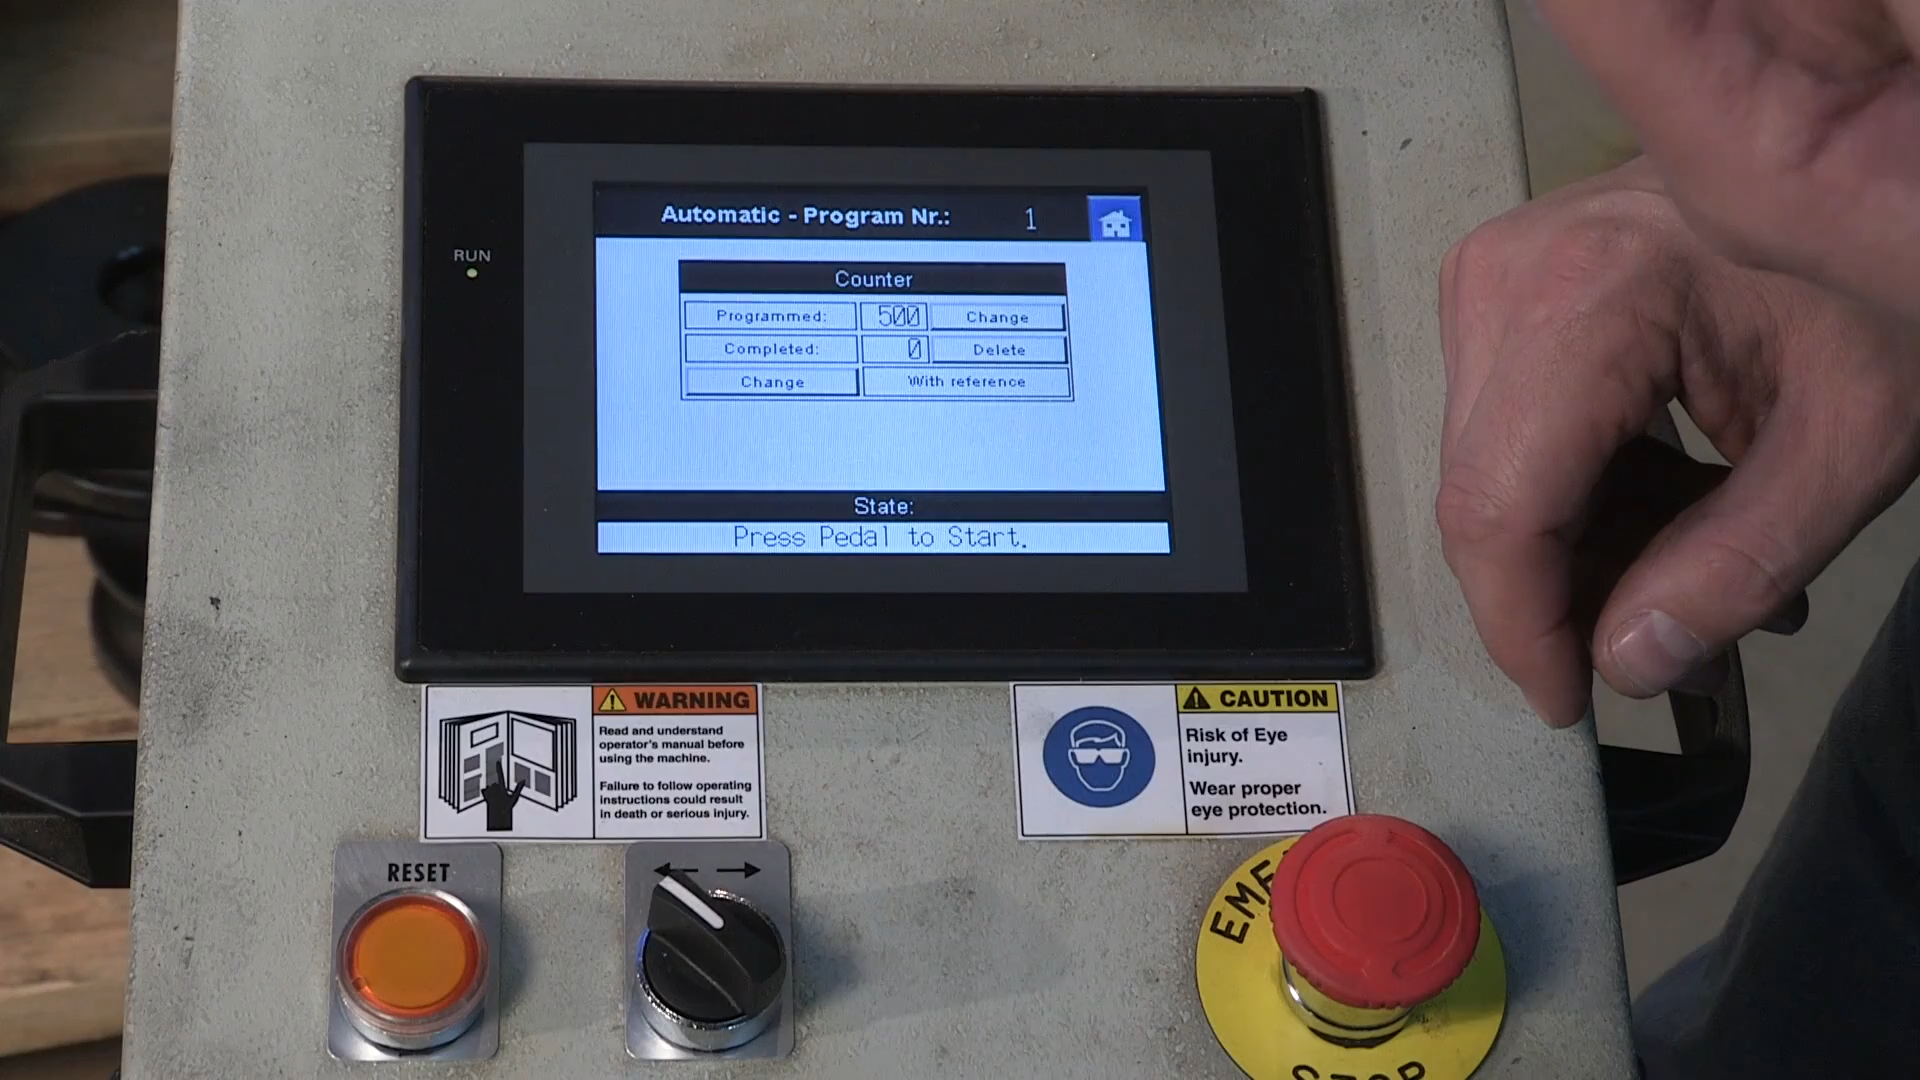 Automatic - Program Nr.: 1
RUN
Counter
Programmed: 500 Change
Completed: 0 Delete
Change With reference
State:
Press Pedal to Start.
WARNING
Read and understand
operator's manual before
using the machine.
Failure to follow operating
instructions could result
in death or serious injury.
CAUTION
Risk of Eye
injury.
Wear proper
eye protection.
RESET
EME
STOP